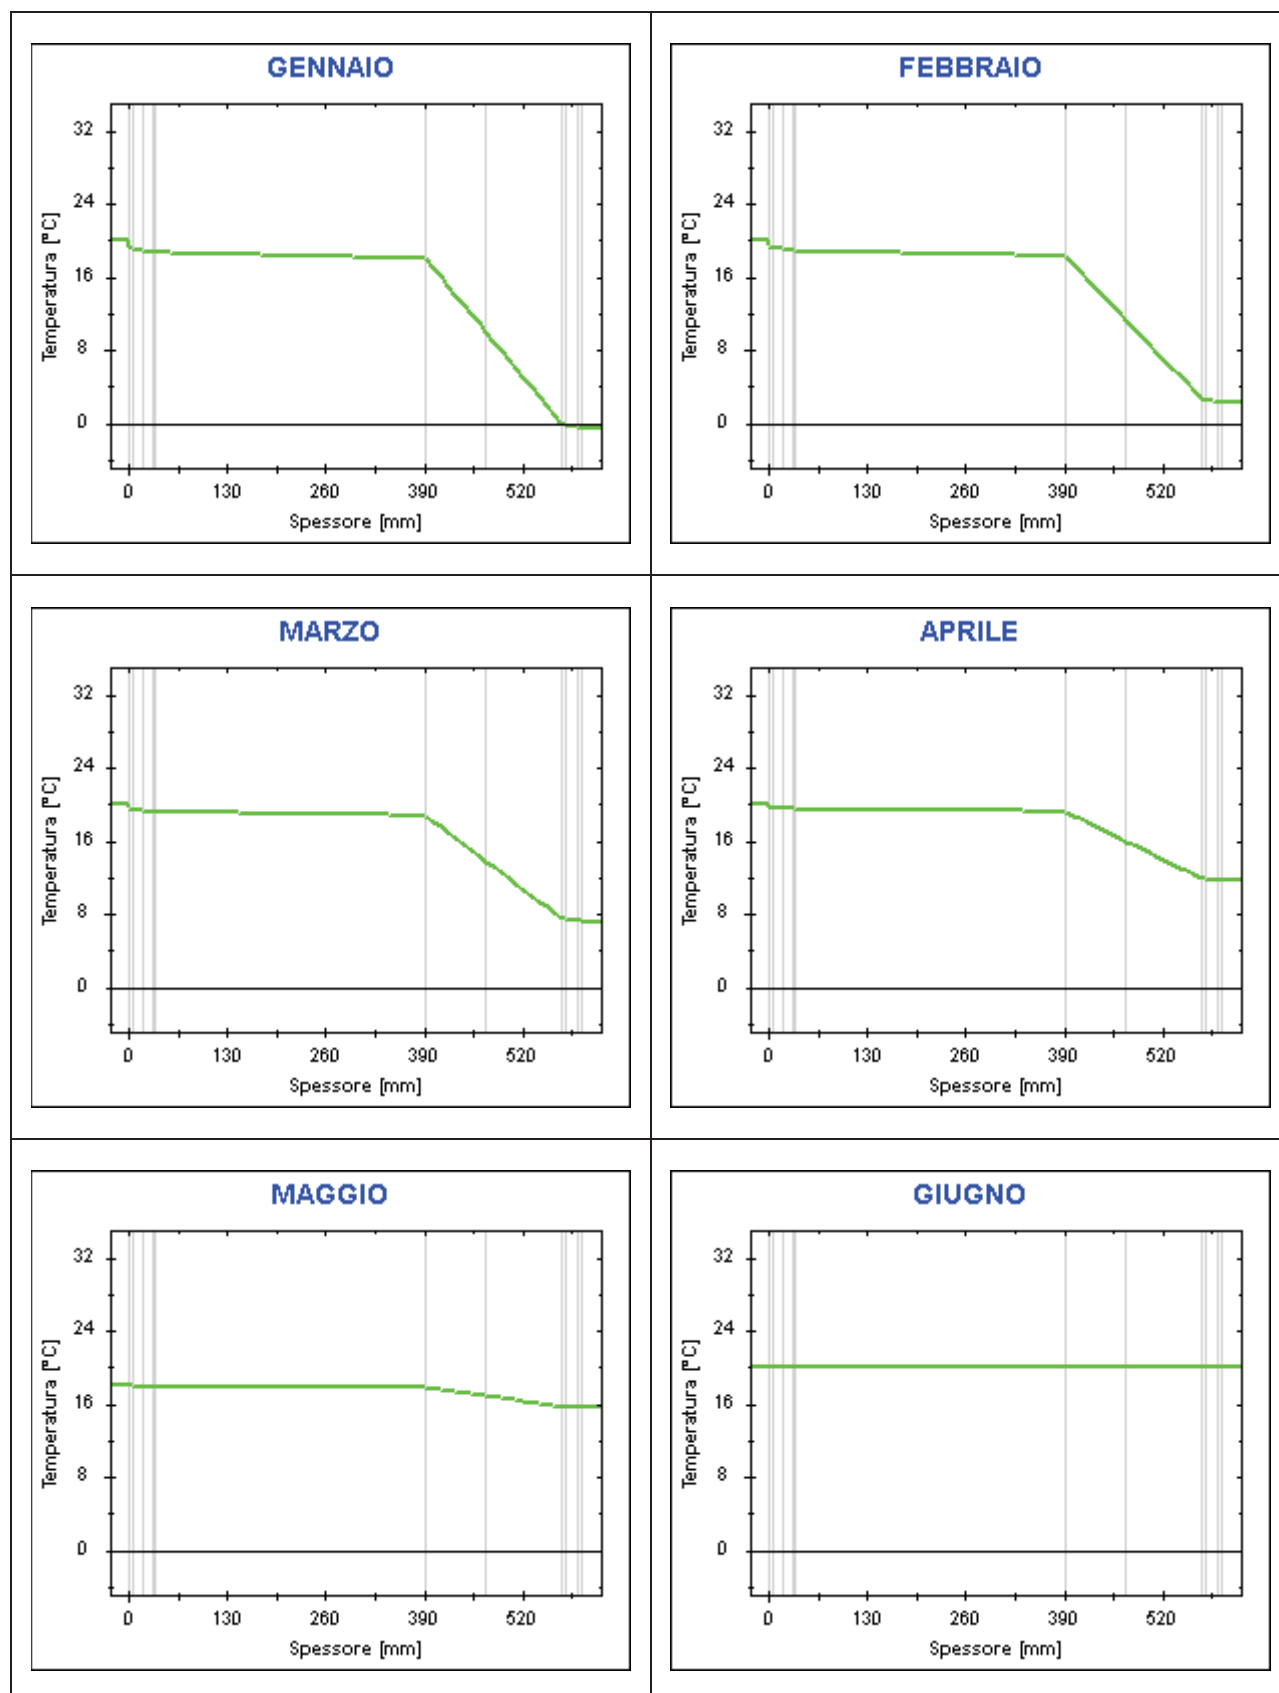 GENNAIO
32
24
16
8
0
Temperatura [°C]
0 130 260 390 520
Spessore [mm]
FEBBRAIO
32
24
16
8
0
Temperatura [°C]
0 130 260 390 520
Spessore [mm]
MARZO
32
24
16
8
0
Temperatura [°C]
0 130 260 390 520
Spessore [mm]
APRILE
32
24
16
8
0
Temperatura [°C]
0 130 260 390 520
Spessore [mm]
MAGGIO
32
24
16
8
0
Temperatura [°C]
0 130 260 390 520
Spessore [mm]
GIUGNO
32
24
16
8
0
Temperatura [°C]
0 130 260 390 520
Spessore [mm]